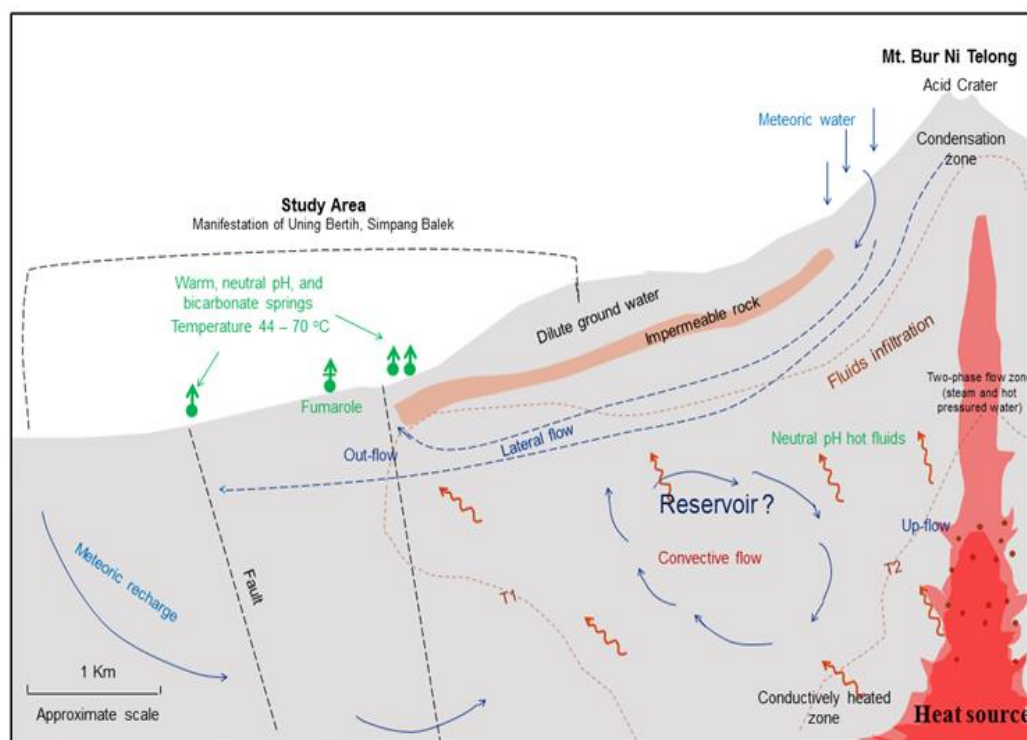 Mt. Bur Ni Telong
Acid Crater
Meteoric water
Condensation
zone
Study Area
Manifestation of Uning Bertih, Simpang Balek
Warm, neutral pH, and
bicarbonate springs
Temperature 44 – 70 °C
Dilute ground water
Impermeable rock
Fluids infiltration
Two-phase flow zone
(steam and hot
pressured water)
Fumarole
Out-flow
Lateral flow
Neutral pH hot fluids
Reservoir ?
Up-flow
Convective flow
Meteoric recharge
Fault
T1
T2
1 Km
Approximate scale
Conductively heated
zone
Heat source